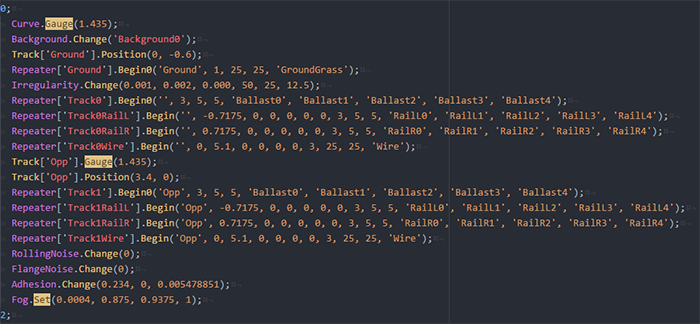 0;
Curve.Gauge(1.435);
Background.Change('Background0');
Track['Ground'].Position(0, -0.6);
Repeater['Ground'].Begin0('Ground', 1, 25, 25, 'GroundGrass');
Irregularity.Change(0.001, 0.002, 0.000, 50, 25, 12.5);
Repeater['Track0'].Begin0('', 3, 5, 5, 'Ballast0', 'Ballast1', 'Ballast2', 'Ballast3', 'Ballast4');
Repeater['Track0RailL'].Begin('', -0.7175, 0, 0, 0, 0, 0, 3, 5, 5, 'RailL0', 'RailL1', 'RailL2', 'RailL3', 'RailL4');
Repeater['Track0RailR'].Begin('', 0.7175, 0, 0, 0, 0, 0, 3, 5, 5, 'RailR0', 'RailR1', 'RailR2', 'RailR3', 'RailR4');
Repeater['Track0Wire'].Begin('', 0, 5.1, 0, 0, 0, 0, 3, 25, 25, 'Wire');
Track['Opp'].Gauge(1.435);
Track['Opp'].Position(3.4, 0);
Repeater['Track1'].Begin0('Opp', 3, 5, 5, 'Ballast0', 'Ballast1', 'Ballast2', 'Ballast3', 'Ballast4');
Repeater['Track1RailL'].Begin('Opp', -0.7175, 0, 0, 0, 0, 0, 3, 5, 5, 'RailL0', 'RailL1', 'RailL2', 'RailL3', 'RailL4');
Repeater['Track1RailR'].Begin('Opp', 0.7175, 0, 0, 0, 0, 0, 3, 5, 5, 'RailR0', 'RailR1', 'RailR2', 'RailR3', 'RailR4');
Repeater['Track1Wire'].Begin('Opp', 0, 5.1, 0, 0, 0, 0, 3, 25, 25, 'Wire');
RollingNoise.Change(0);
FlangeNoise.Change(0);
Adhesion.Change(0.234, 0, 0.005478851);
Fog.Set(0.0004, 0.875, 0.9375, 1);
2;